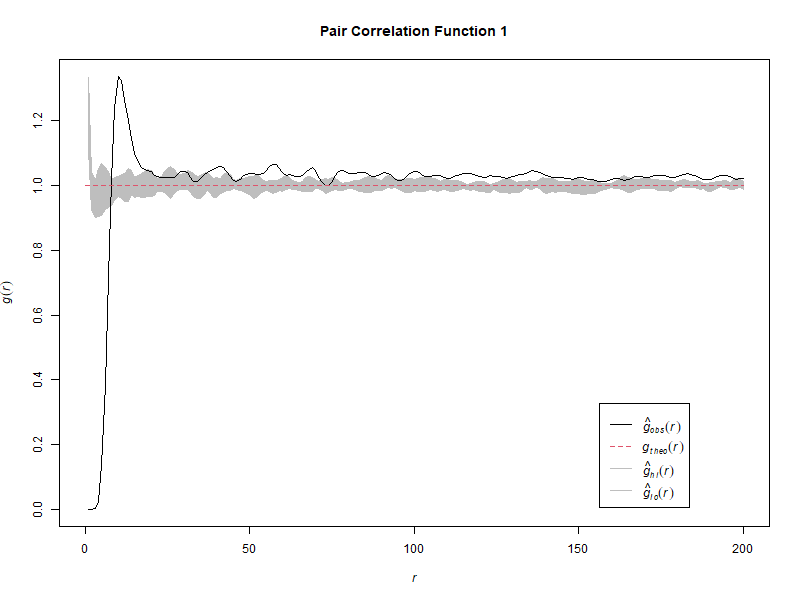 Pair Correlation Function 1
g(r)
1.2
1.0
0.8
0.6
0.4
0.2
0.0
ĝobs(r)
gtheo(r)
ĝhi(r)
ĝlo(r)
0 50 100 150 200
r